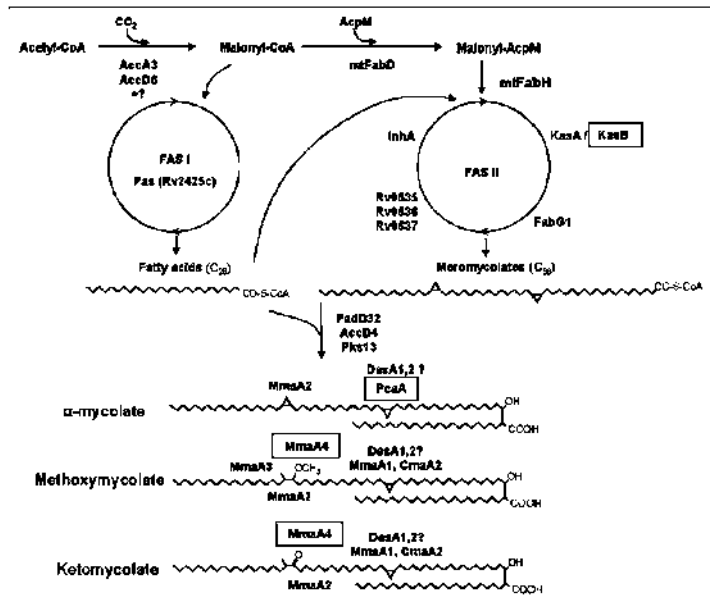 CO2 AcpM
Acetyl-CoA Malonyl-CoA Malonyl-AcpM
AccA3 mtFabD mtFabH
AccD6
+?
InhA KasA/ KasB
FAS I FAS II
Fas (Rv2425c)
Rv0635
Rv0636
Rv0637
FabG1
Fatty acids (C26) Meromycolates (C56)
CO-S-CoA CO-S-CoA
FadD32
AccD4
Pks13
DesA1,2 ?
MmaA2 PcaA
α-mycolate OH
COOH
MmaA4 DesA1,2?
MmaA3 OCH3 MmaA1, CmaA2
Methoxymycolate OH
MmaA2 COOH
MmaA4 DesA1,2?
O MmaA1, CmaA2
Ketomycolate OH
MmaA2 COOH